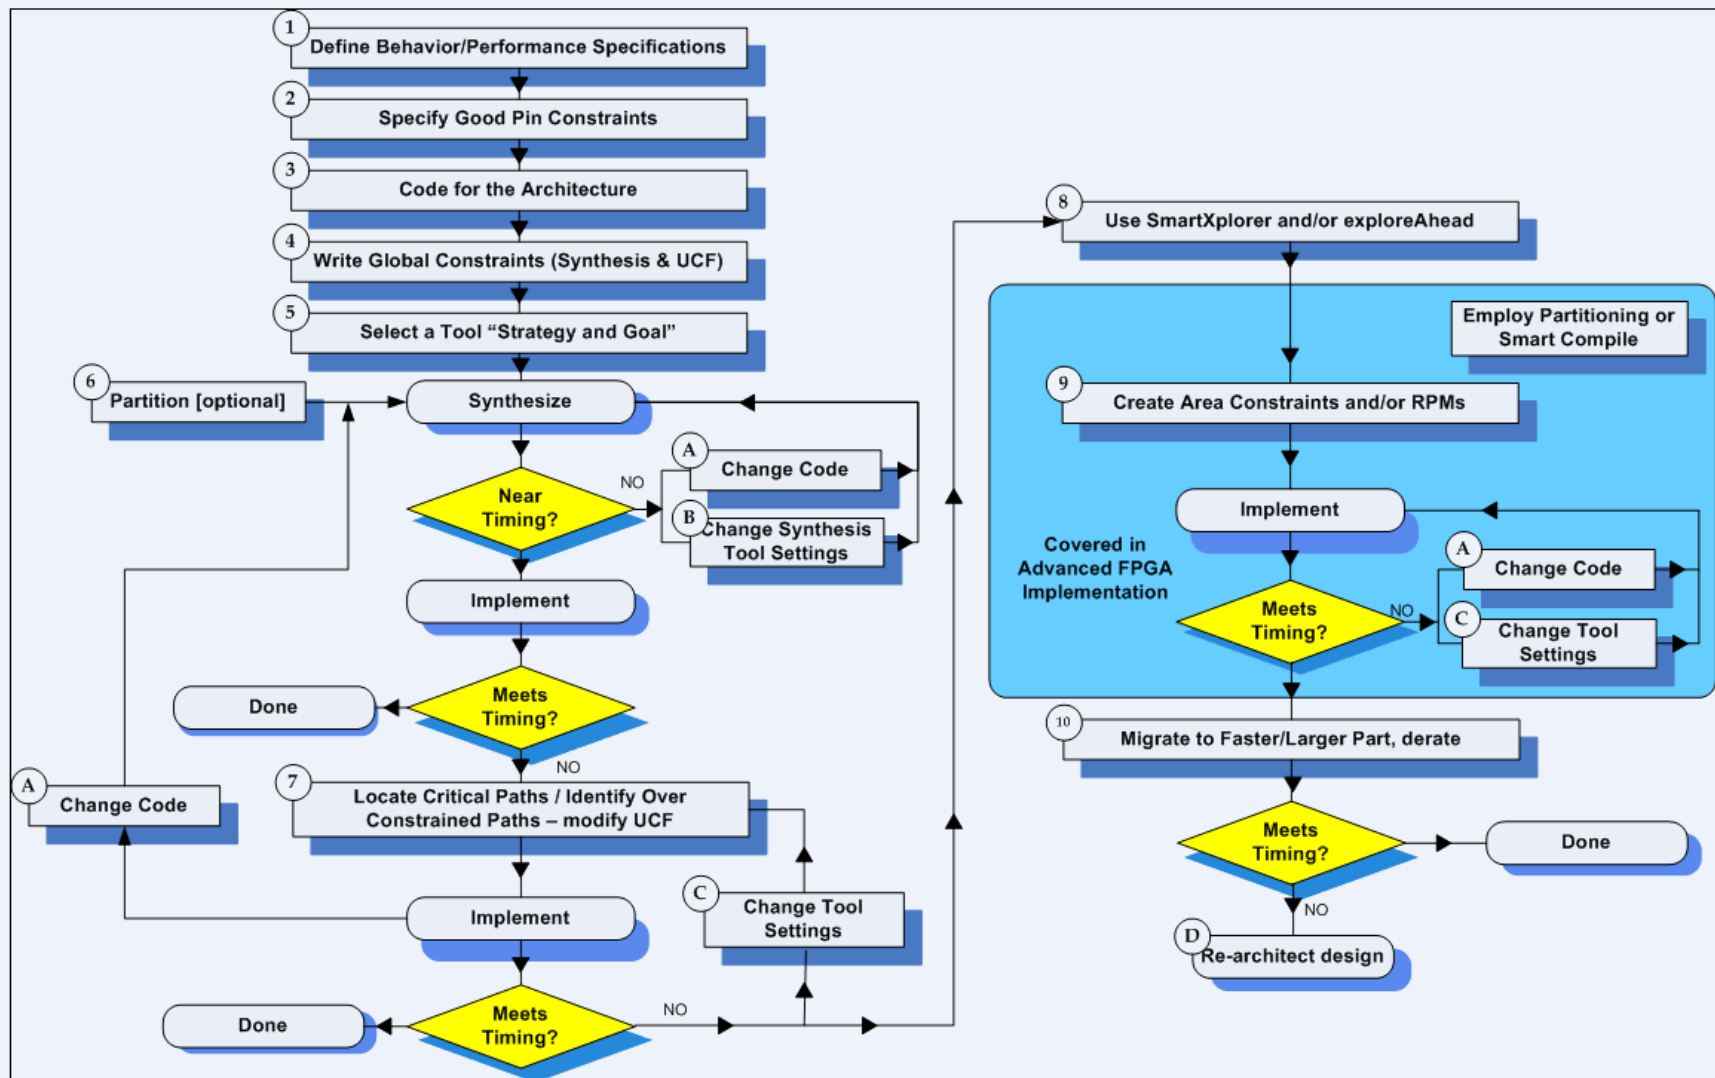 1
Define Behavior/Performance Specifications
2
Specify Good Pin Constraints
3
Code for the Architecture
4
Write Global Constraints (Synthesis & UCF)
5
Select a Tool “Strategy and Goal”
6
Partition [optional]
Synthesize
Near
Timing?
NO
A
Change Code
B
Change Synthesis
Tool Settings
Implement
Meets
Timing?
Done
NO
7
Locate Critical Paths / Identify Over
Constrained Paths – modify UCF
A
Change Code
Implement
C
Change Tool
Settings
Meets
Timing?
Done
NO
8
Use SmartXplorer and/or exploreAhead
Employ Partitioning or
Smart Compile
9
Create Area Constraints and/or RPMs
Implement
Covered in
Advanced FPGA
Implementation
Meets
Timing?
NO
A
Change Code
C
Change Tool
Settings
10
Migrate to Faster/Larger Part, derate
Meets
Timing?
Done
NO
D
Re-architect design